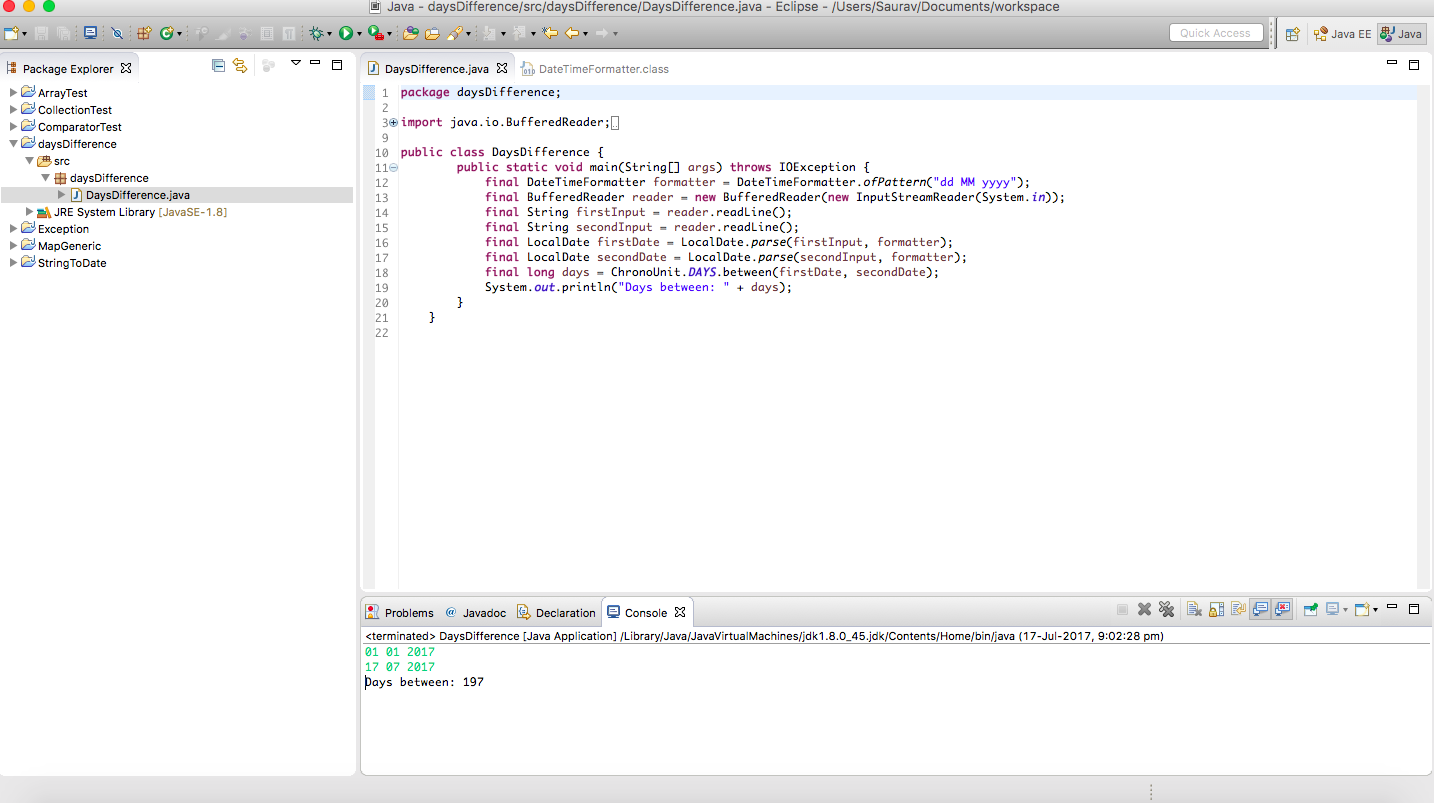 Java - daysDifference/src/daysDifference/DaysDifference.java - Eclipse - /Users/Saurav/Documents/workspace
Quick Access
Java EE
Java
Package Explorer
ArrayTest
CollectionTest
ComparatorTest
daysDifference
src
daysDifference
DaysDifference.java
JRE System Library [JavaSE-1.8]
Exception
MapGeneric
StringToDate
DaysDifference.java
DateTimeFormatter.class
1 package daysDifference;
2
3 import java.io.BufferedReader;
9
10 public class DaysDifference {
11 public static void main(String[] args) throws IOException {
12 final DateTimeFormatter formatter = DateTimeFormatter.ofPattern("dd MM yyyy");
13 final BufferedReader reader = new BufferedReader(new InputStreamReader(System.in));
14 final String firstInput = reader.readLine();
15 final String secondInput = reader.readLine();
16 final LocalDate firstDate = LocalDate.parse(firstInput, formatter);
17 final LocalDate secondDate = LocalDate.parse(secondInput, formatter);
18 final long days = ChronoUnit.DAYS.between(firstDate, secondDate);
19 System.out.println("Days between: " + days);
20 }
21 }
22
Problems
Javadoc
Declaration
Console
<terminated> DaysDifference [Java Application] /Library/Java/JavaVirtualMachines/jdk1.8.0_45.jdk/Contents/Home/bin/java (17-Jul-2017, 9:02:28 pm)
01 01 2017
17 07 2017
Days between: 197